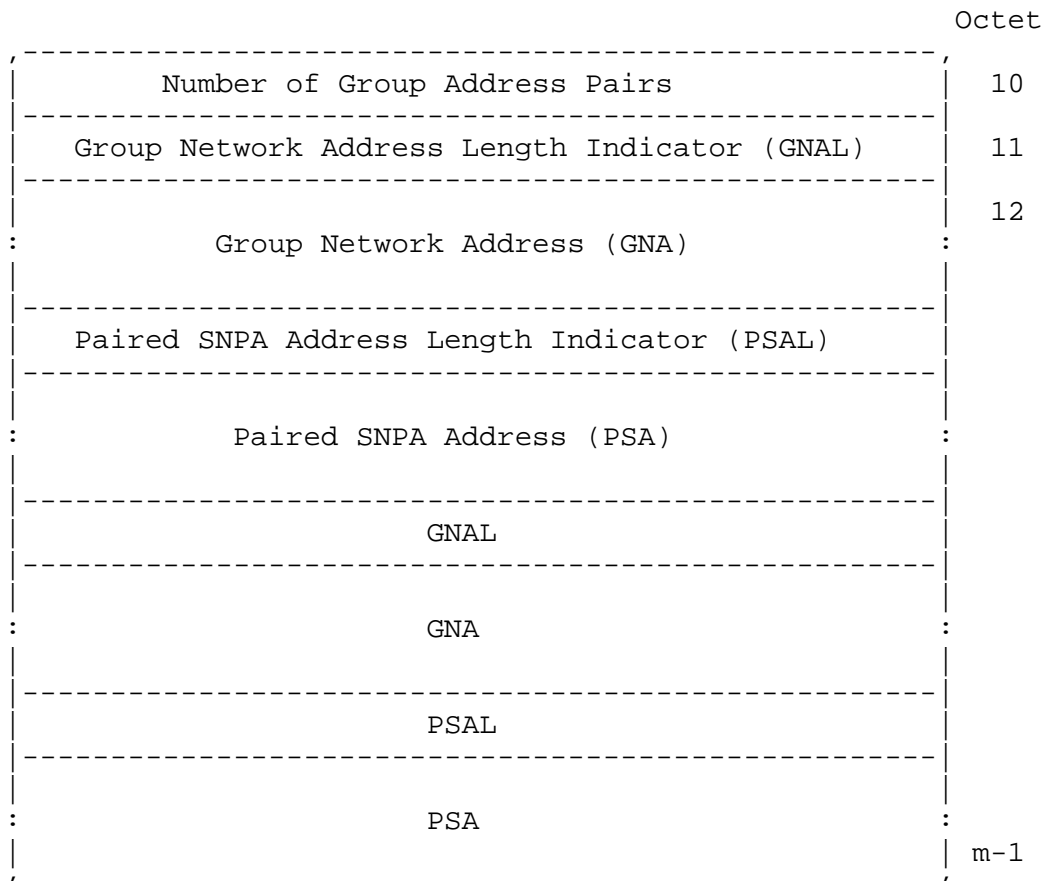 Octet
Number of Group Address Pairs 10
Group Network Address Length Indicator (GNAL) 11
12
Group Network Address (GNA)
Paired SNPA Address Length Indicator (PSAL)
Paired SNPA Address (PSA)
GNAL
GNA
PSAL
PSA
m-1